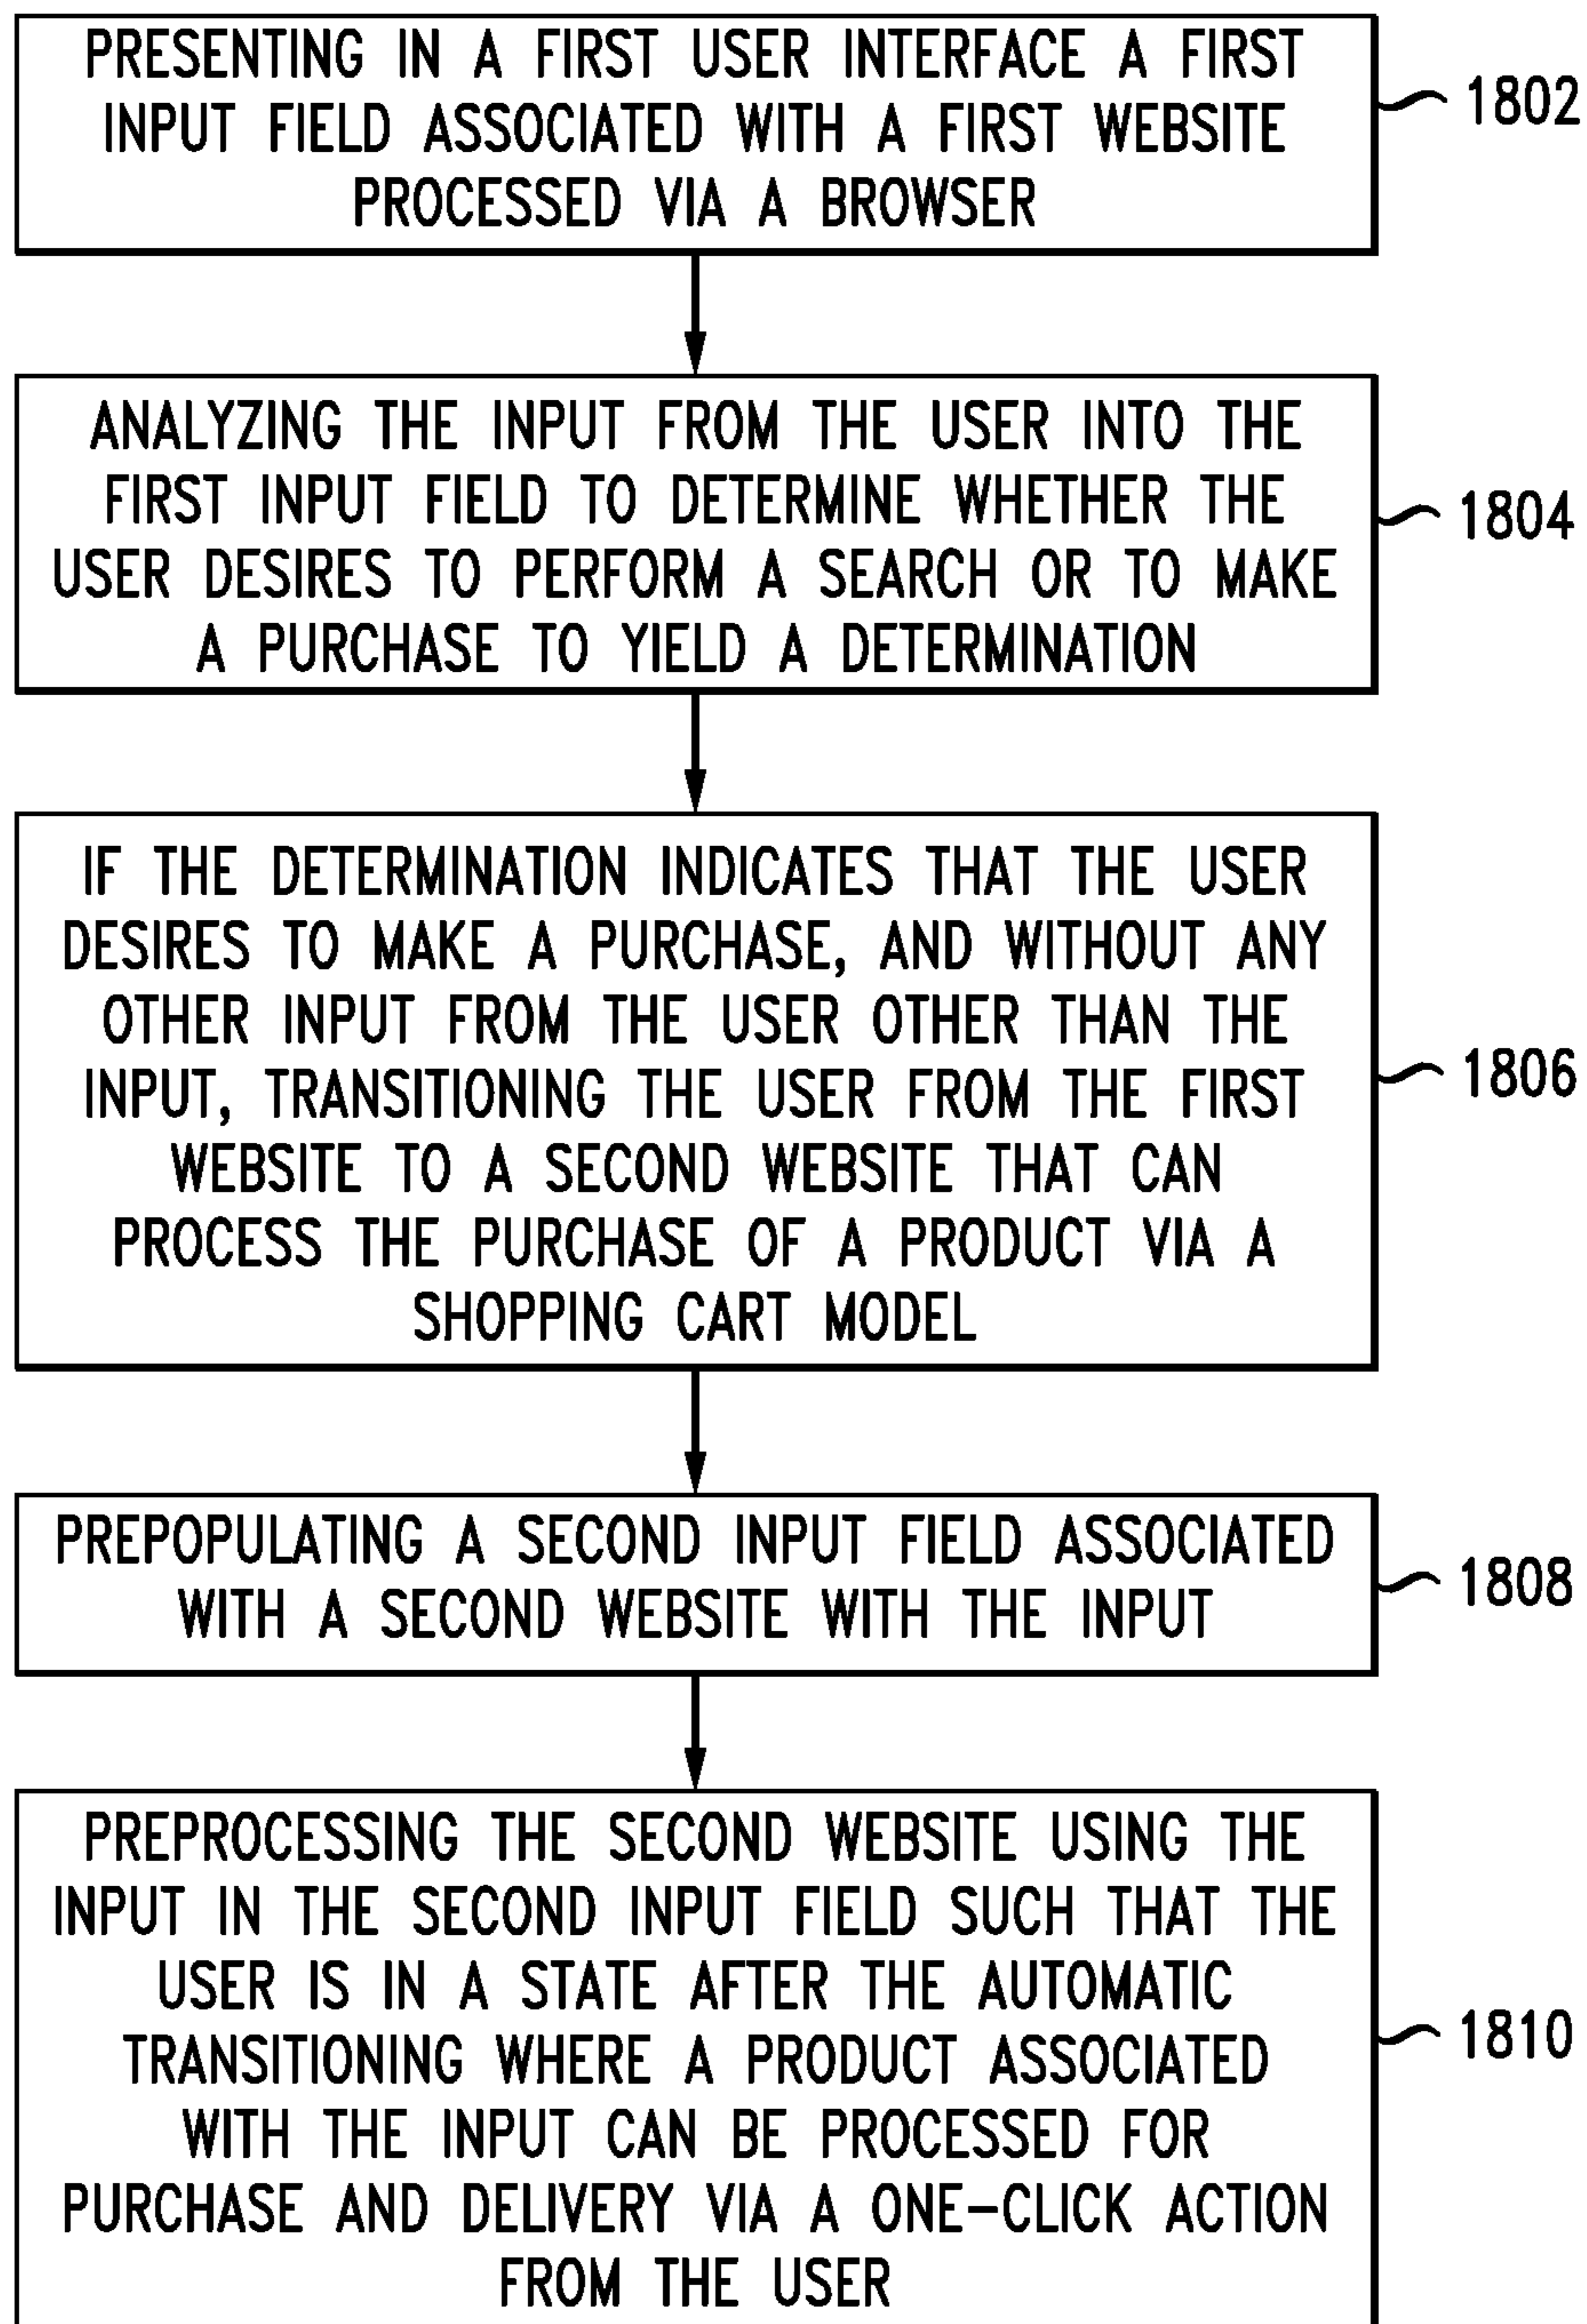 PRESENTING IN A FIRST USER INTERFACE A FIRST
INPUT FIELD ASSOCIATED WITH A FIRST WEBSITE
PROCESSED VIA A BROWSER
1802
ANALYZING THE INPUT FROM THE USER INTO THE
FIRST INPUT FIELD TO DETERMINE WHETHER THE
USER DESIRES TO PERFORM A SEARCH OR TO MAKE
A PURCHASE TO YIELD A DETERMINATION
1804
IF THE DETERMINATION INDICATES THAT THE USER
DESIRES TO MAKE A PURCHASE, AND WITHOUT ANY
OTHER INPUT FROM THE USER OTHER THAN THE
INPUT, TRANSITIONING THE USER FROM THE FIRST
WEBSITE TO A SECOND WEBSITE THAT CAN
PROCESS THE PURCHASE OF A PRODUCT VIA A
SHOPPING CART MODEL
1806
PREPOPULATING A SECOND INPUT FIELD ASSOCIATED
WITH A SECOND WEBSITE WITH THE INPUT
1808
PREPROCESSING THE SECOND WEBSITE USING THE
INPUT IN THE SECOND INPUT FIELD SUCH THAT THE
USER IS IN A STATE AFTER THE AUTOMATIC
TRANSITIONING WHERE A PRODUCT ASSOCIATED
WITH THE INPUT CAN BE PROCESSED FOR
PURCHASE AND DELIVERY VIA A ONE-CLICK ACTION
FROM THE USER
1810